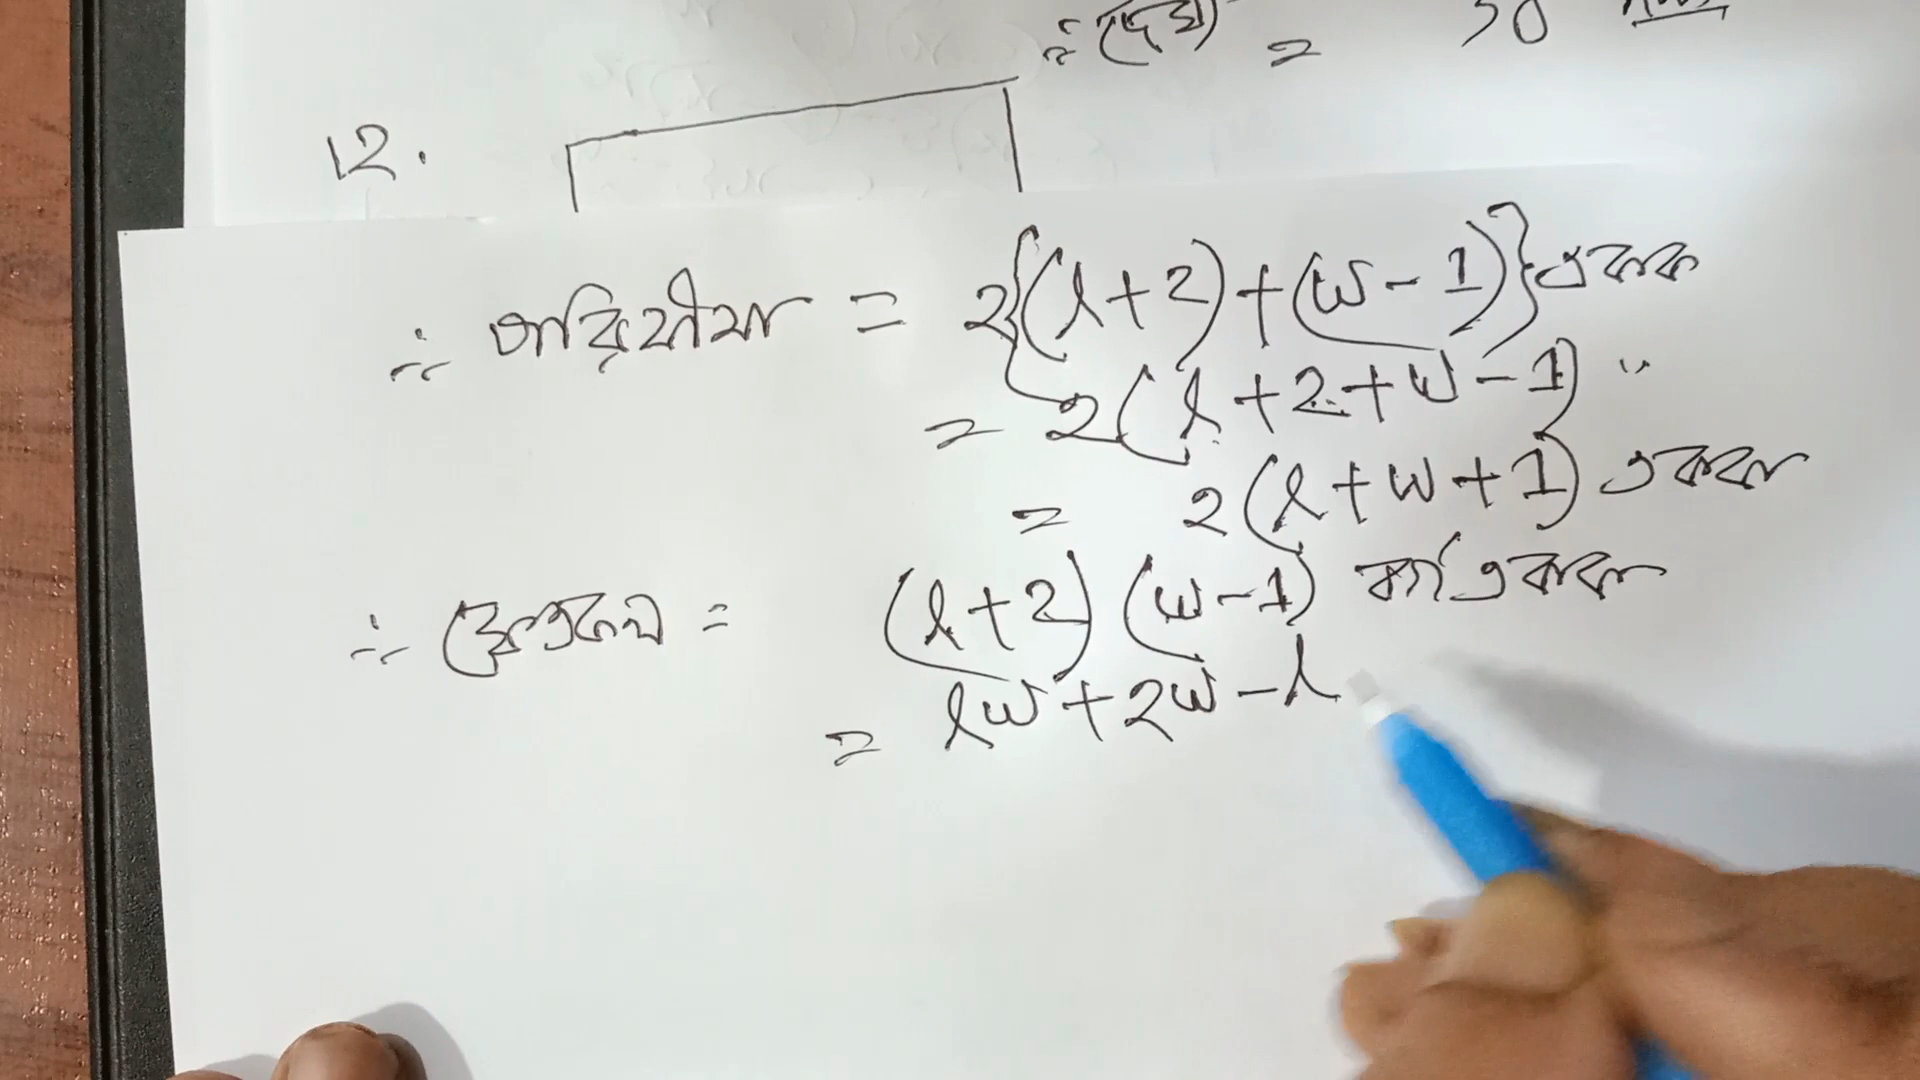 ∴ দৈর্ঘ্য = 30
12.
∴ পরিসীমা = 2{(l+2)+(w-1)} একক
= 2(l+2+w-1) "
= 2(l+w+1) একক
∴ ক্ষেত্রফল = (l+2)(w-1) বর্গ একক
= lw+2w-l